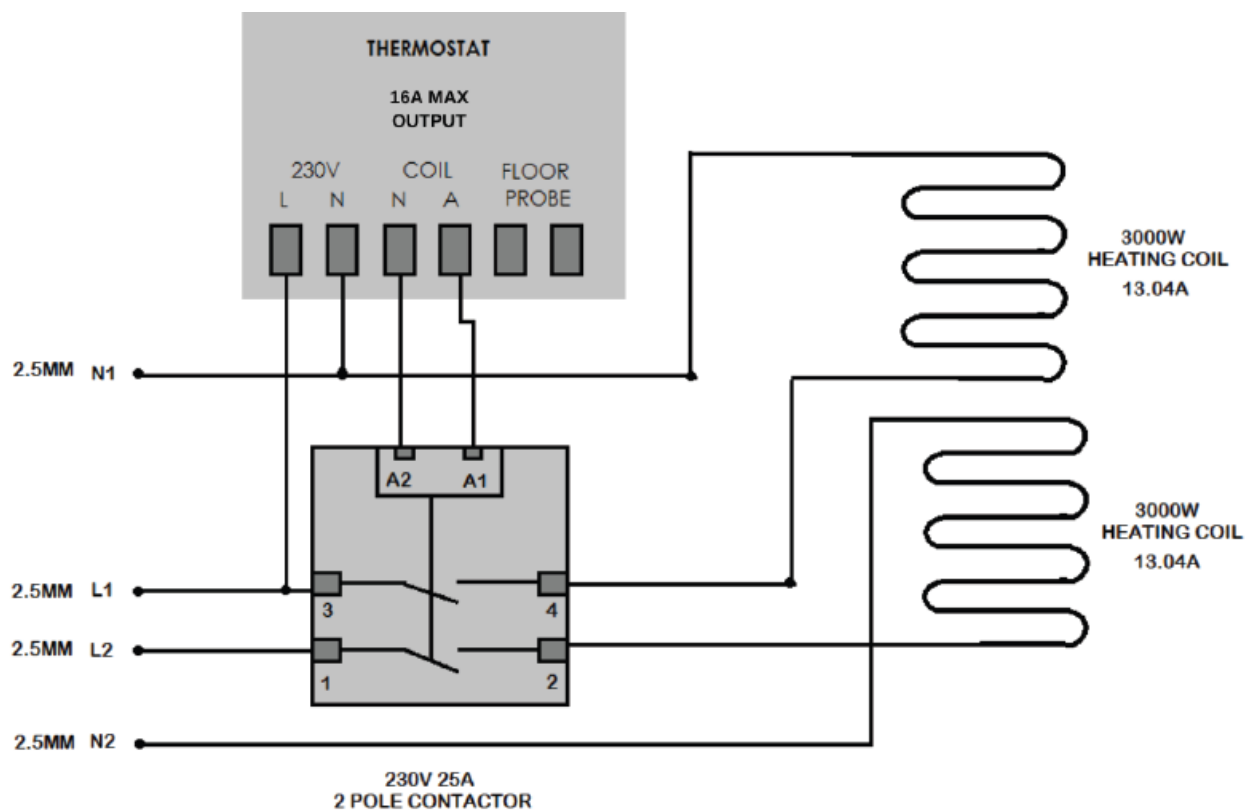 THERMOSTAT
16A MAX
OUTPUT
230V COIL FLOOR
L N N A PROBE
3000W
HEATING COIL
13.04A
2.5MM N1
A2 A1
3000W
HEATING COIL
13.04A
2.5MM L1
3 4
2.5MM L2
1 2
2.5MM N2
230V 25A
2 POLE CONTACTOR